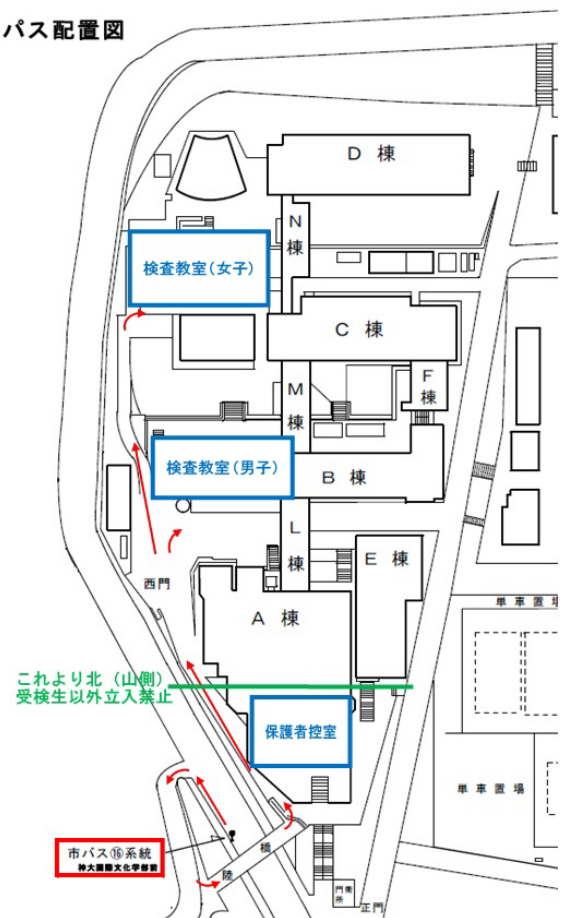 パス配置図
D 棟
N
棟
検査教室(女子)
C 棟
F
棟
M
棟
検査教室(男子)
B 棟
L
棟
E 棟
西門
A 棟
単車置場
これより北 (山側)
受検生以外立入禁止
保護者控室
単車置場
市バス⑯系統
神大国際文化学部前
陸橋
門衛所
正門